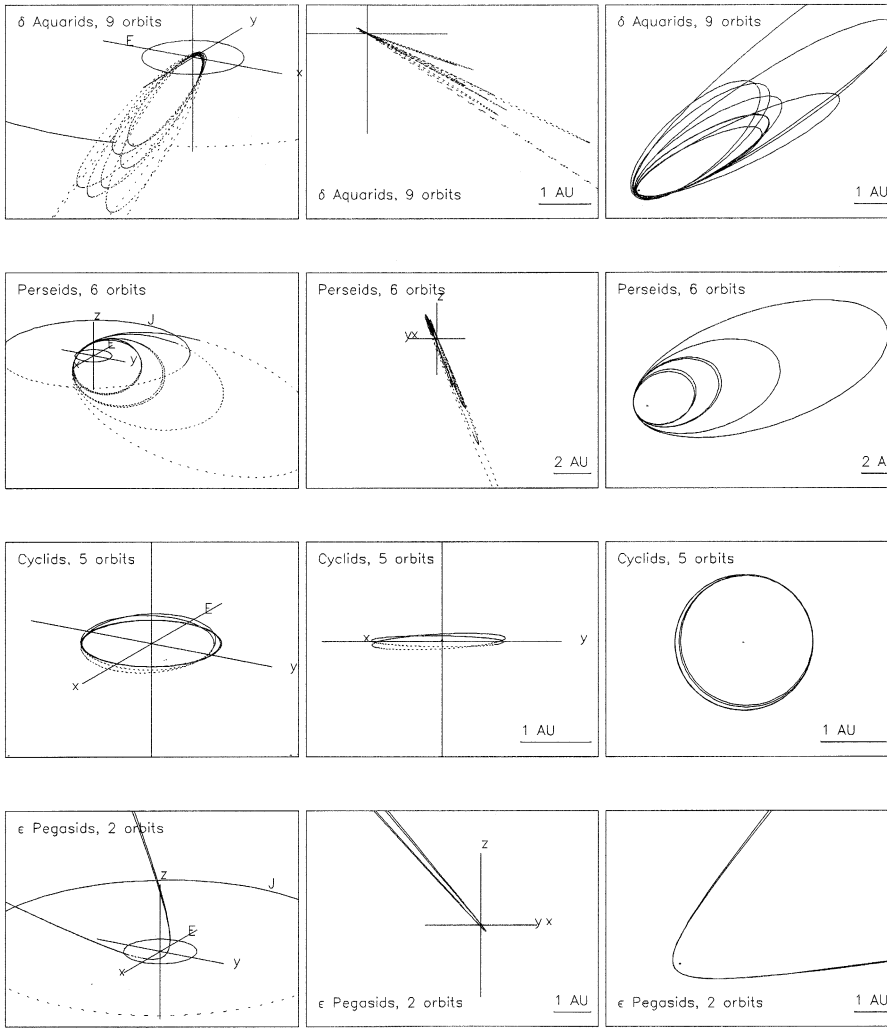 δ Aquarids, 9 orbits
y
E
x
δ Aquarids, 9 orbits
1 AU
δ Aquarids, 9 orbits
1 AU
Perseids, 6 orbits
z
J
E
x
y
Perseids, 6 orbits
z
yx
2 AU
Perseids, 6 orbits
2 A
Cyclids, 5 orbits
E
y
x
Cyclids, 5 orbits
x
y
1 AU
Cyclids, 5 orbits
1 AU
ε Pegasids, 2 orbits
z
J
E
x
y
z
y x
ε Pegasids, 2 orbits
1 AU
ε Pegasids, 2 orbits
1 AU